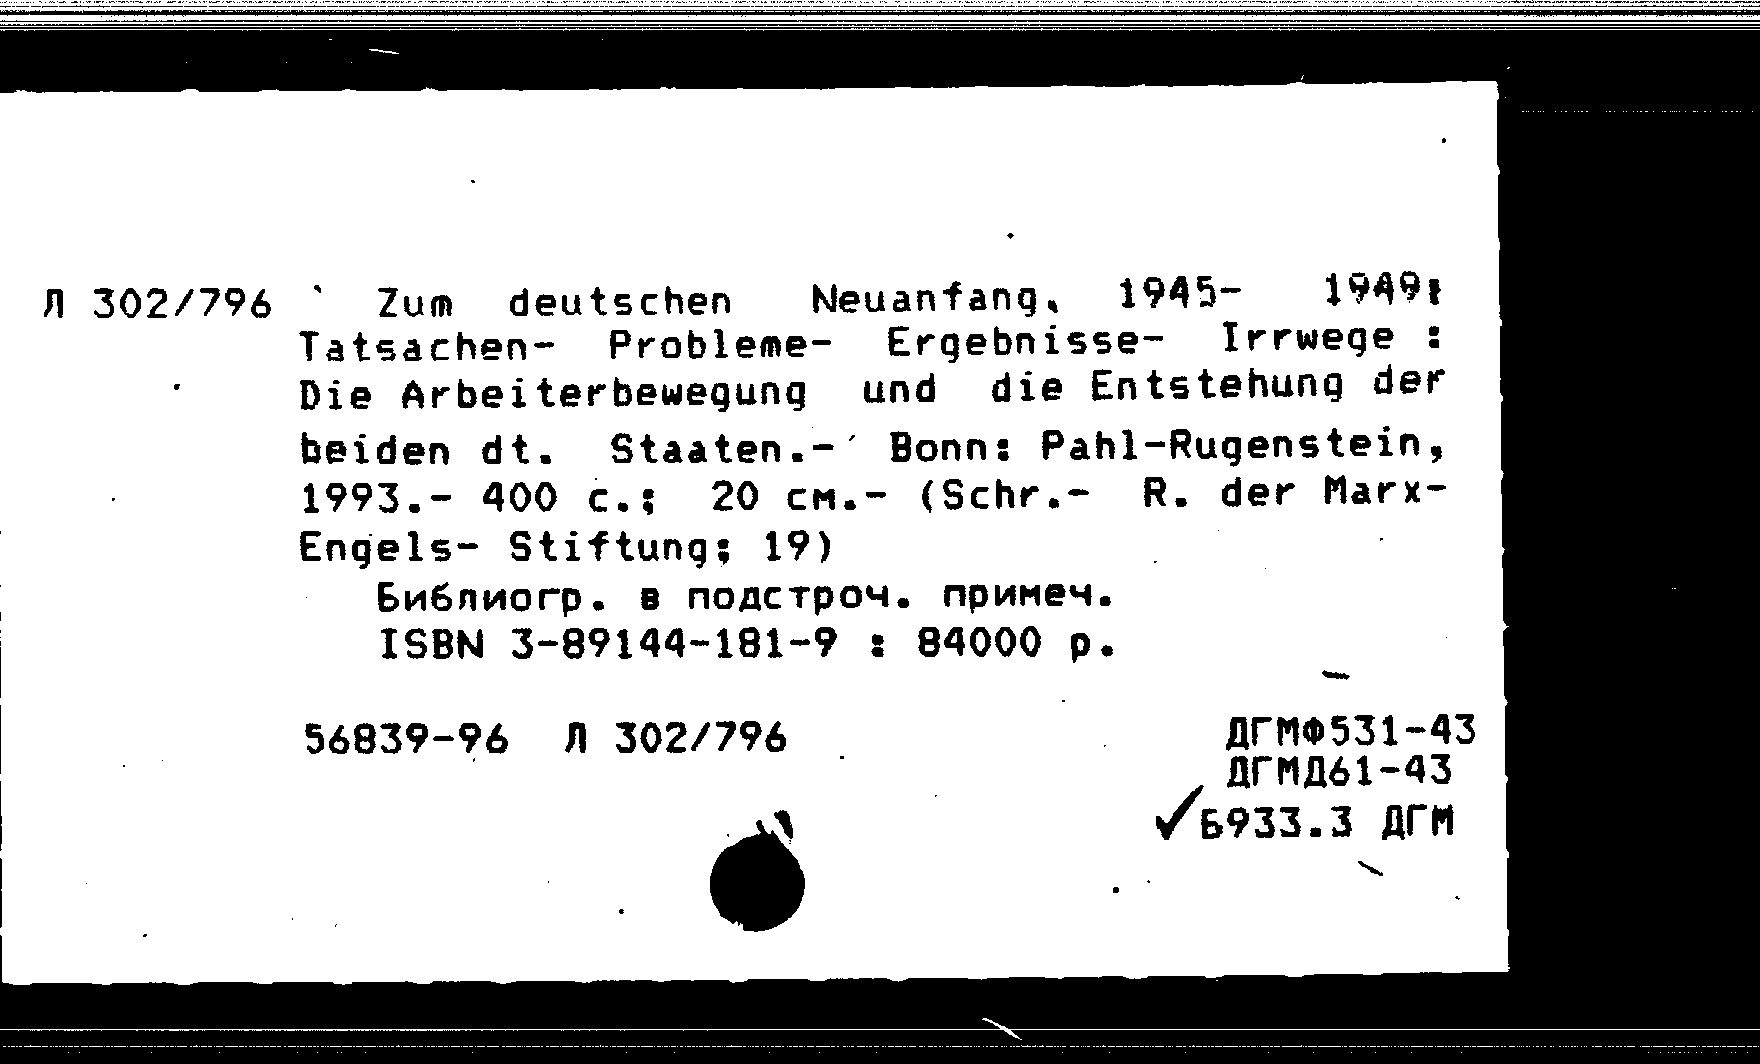 Л 302/796 Zum deutschen Neuanfang, 1945- 1949:
Tatsachen- Probleme- Ergebnisse- Irrwege :
Die Arbeiterbewegung und die Entstehung der
beiden dt. Staaten.- Bonn: Pahl-Rugenstein,
1993.- 400 с.; 20 см.- (Schr.- R. der Marx-
Engels- Stiftung; 19)
Библиогр. в подстроч. примеч.
ISBN 3-89144-181-9 : 84000 р.
56839-96 Л 302/796 ДГМФ531-43
ДГМД61-43
✓Б933.3 ДГМ